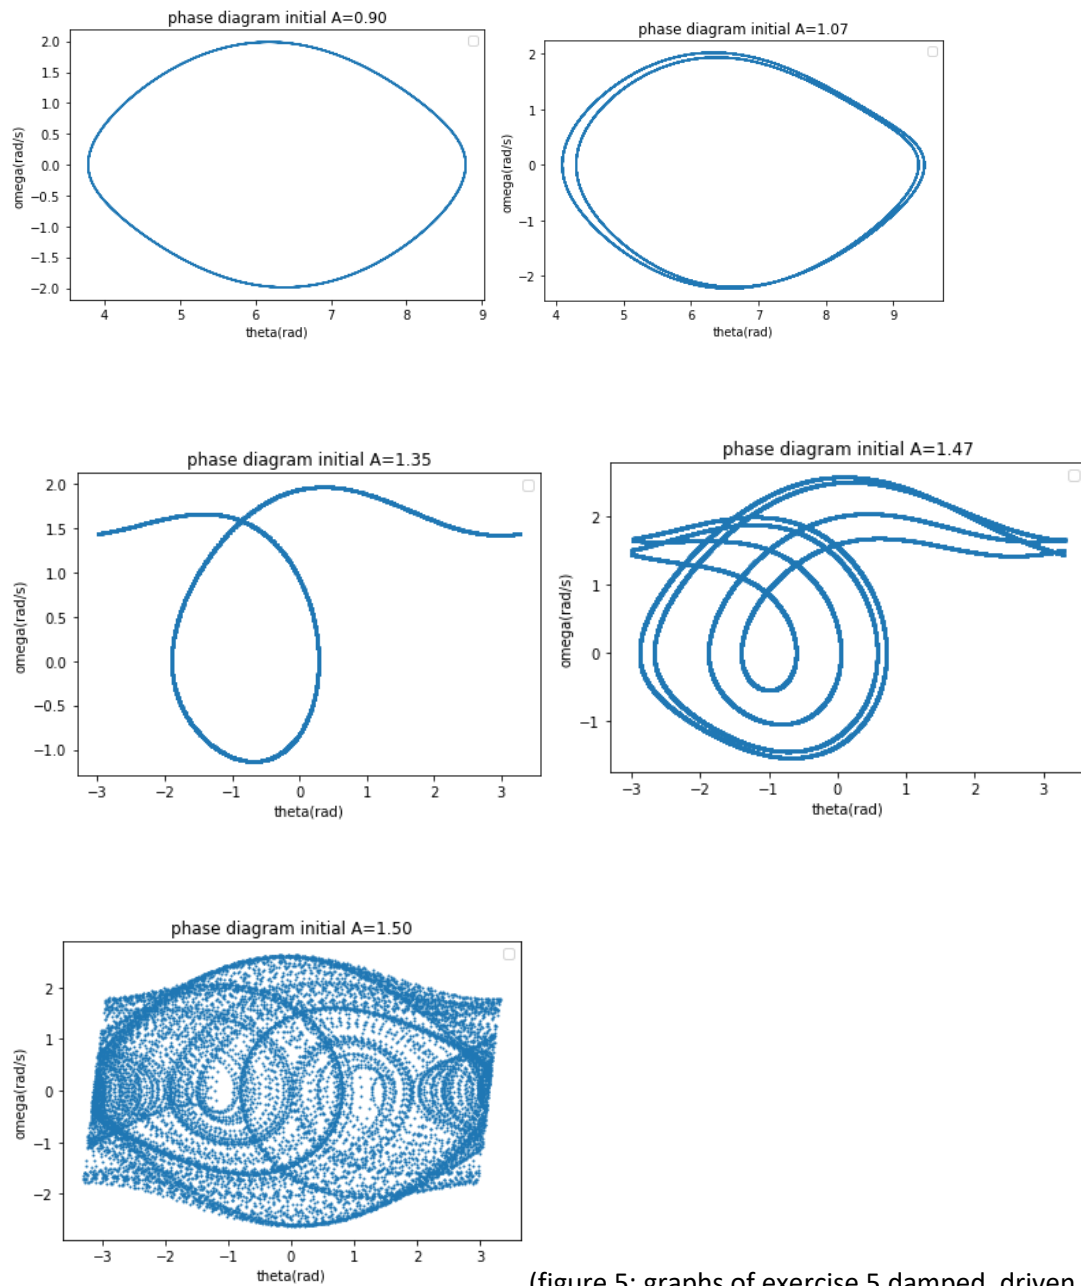 phase diagram initial A=0.90
omega(rad/s)
2.0
1.5
1.0
0.5
0.0
−0.5
−1.0
−1.5
−2.0
4 5 6 7 8 9
theta(rad)
phase diagram initial A=1.07
omega(rad/s)
2
1
0
−1
−2
4 5 6 7 8 9
theta(rad)
phase diagram initial A=1.35
omega(rad/s)
2.0
1.5
1.0
0.5
0.0
−0.5
−1.0
−3 −2 −1 0 1 2 3
theta(rad)
phase diagram initial A=1.47
omega(rad/s)
2
1
0
−1
−3 −2 −1 0 1 2 3
theta(rad)
phase diagram initial A=1.50
omega(rad/s)
2
1
0
−1
−2
−3 −2 −1 0 1 2 3
theta(rad)
(figure 5: graphs of exercise 5 damped, driven